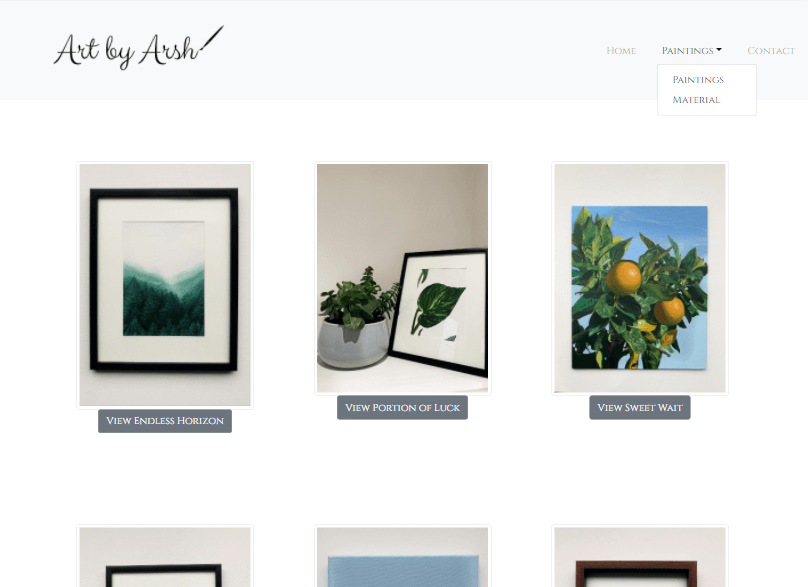 Art by Arsh
Home Paintings Contact
Paintings
Material
View Endless Horizon
View Portion of Luck
View Sweet Wait